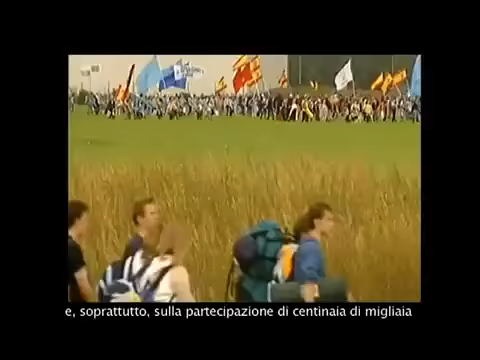 e, soprattutto, sulla partecipazione di centinaia di migliaia